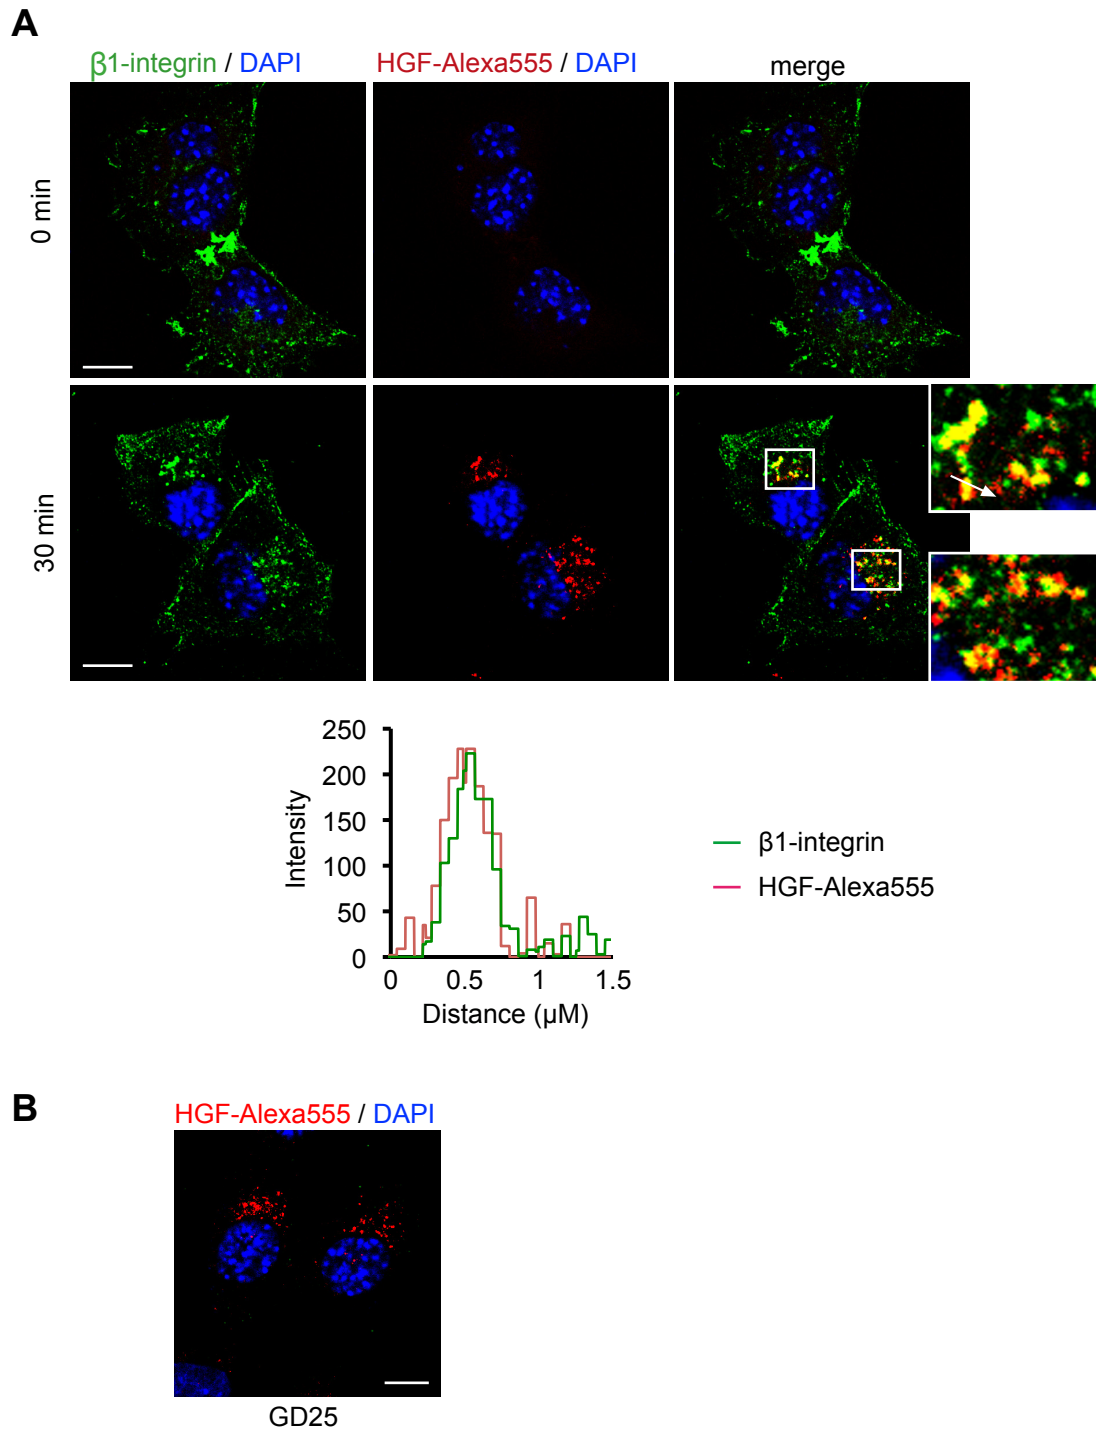 A
β1-integrin / DAPI
HGF-Alexa555 / DAPI
merge
0 min
30 min
250
200
150
100
50
0
Intensity
0
0.5
1
1.5
Distance (µM)
β1-integrin
HGF-Alexa555
B
HGF-Alexa555 / DAPI
GD25